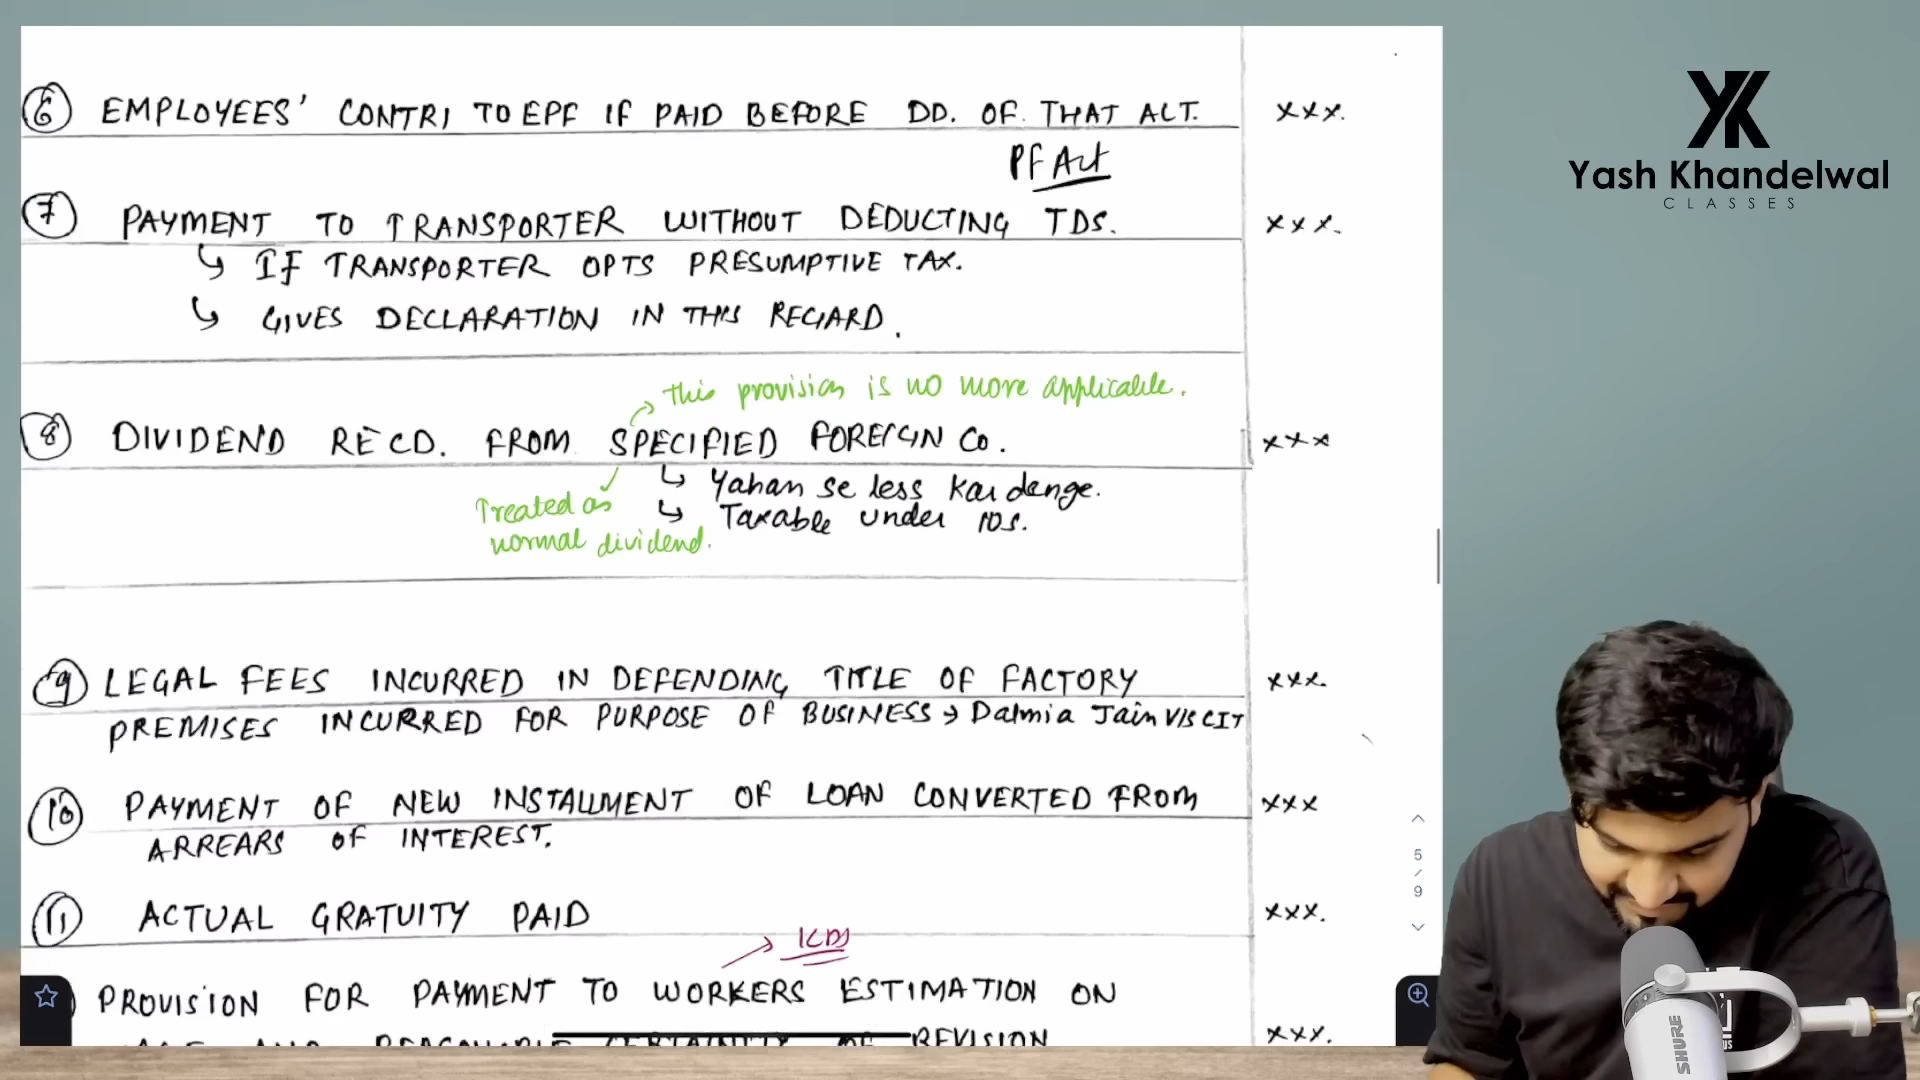 6 EMPLOYEES' CONTRI TO EPF IF PAID BEFORE DD. OF THAT ACT. xxx.
PF Act
7 PAYMENT TO TRANSPORTER WITHOUT DEDUCTING TDS. xxx.
↳ IF TRANSPORTER OPTS PRESUMPTIVE TAX.
↳ GIVES DECLARATION IN THIS REGARD.
→ this provision is no more applicable.
8 DIVIDEND RECD. FROM SPECIFIED FOREIGN Co. xxx
↳ Yahan se less Kar denge.
Treated as
↳ Taxable under IOS.
normal dividend.
9 LEGAL FEES INCURRED IN DEFENDING TITLE OF FACTORY xxx.
PREMISES INCURRED FOR PURPOSE OF BUSINESS → Dalmia Jain V/S CIT
10 PAYMENT OF NEW INSTALLMENT OF LOAN CONVERTED FROM xxx
ARREARS OF INTEREST.
11 ACTUAL GRATUITY PAID xxx.
→ ICDS
PROVISION FOR PAYMENT TO WORKERS ESTIMATION ON
REVISION xxx.
5
/
9
YK
Yash Khandelwal
CLASSES
SHURE